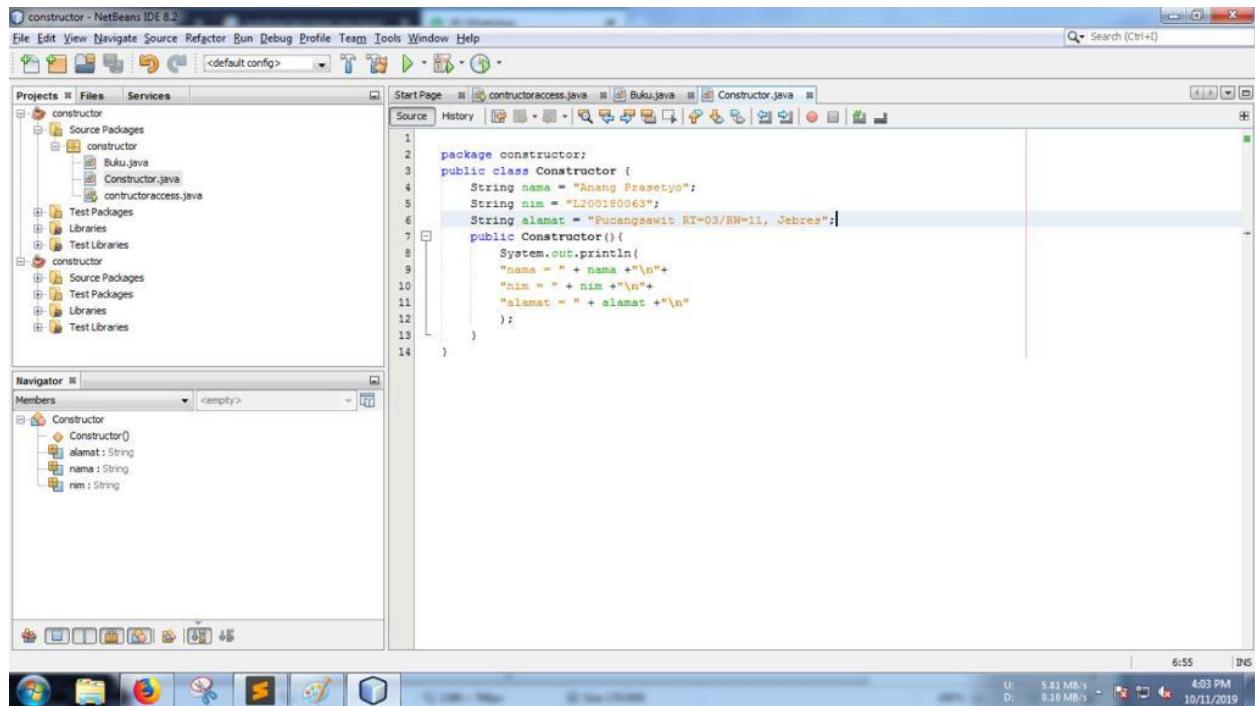 constructor - NetBeans IDE 8.2
File Edit View Navigate Source Refactor Run Debug Profile Team Tools Window Help
Search (Ctrl+I)
<default config>
Projects Files Services
constructor
Source Packages
constructor
Buku.java
Constructor.java
contructoraccess.java
Test Packages
Libraries
Test Libraries
constructor
Source Packages
Test Packages
Libraries
Test Libraries
Navigator
Members <empty>
Constructor
Constructor()
alamat : String
nama : String
nim : String
Start Page contructoraccess.java Buku.java Constructor.java
Source History
1
2 package constructor;
3 public class Constructor {
4 String nama = "Anang Prasetyo";
5 String nim = "L200180063";
6 String alamat = "Pucangsawit RT=03/RW=11, Jebres";
7 public Constructor(){
8 System.out.println(
9 "nama = " + nama +"\n"+
10 "nim = " + nim +"\n"+
11 "alamat = " + alamat +"\n"
12 );
13 }
14 }
6:55 INS
U: 5.81 MB/s
D: 0.10 MB/s
4:03 PM
10/11/2019